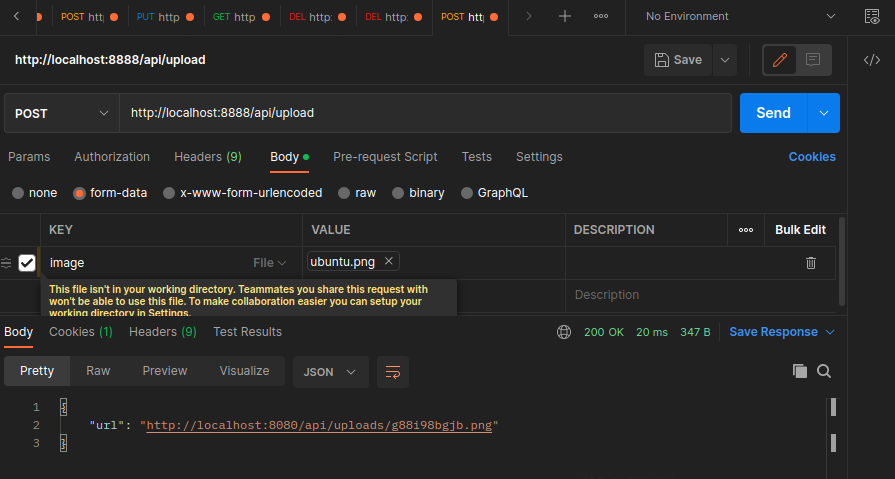 POST htt PUT http GET http DEL http: DEL http: POST http No Environment
http://localhost:8888/api/upload Save
POST http://localhost:8888/api/upload Send
Params Authorization Headers (9) Body Pre-request Script Tests Settings Cookies
none form-data x-www-form-urlencoded raw binary GraphQL
KEY VALUE DESCRIPTION Bulk Edit
image File ubuntu.png
This file isn't in your working directory. Teammates you share this request with
won't be able to use this file. To make collaboration easier you can setup your
working directory in Settings.
Description
Body Cookies (1) Headers (9) Test Results 200 OK 20 ms 347 B Save Response
Pretty Raw Preview Visualize JSON
1 {
2 "url": "http://localhost:8080/api/uploads/g88i98bgjb.png"
3 }